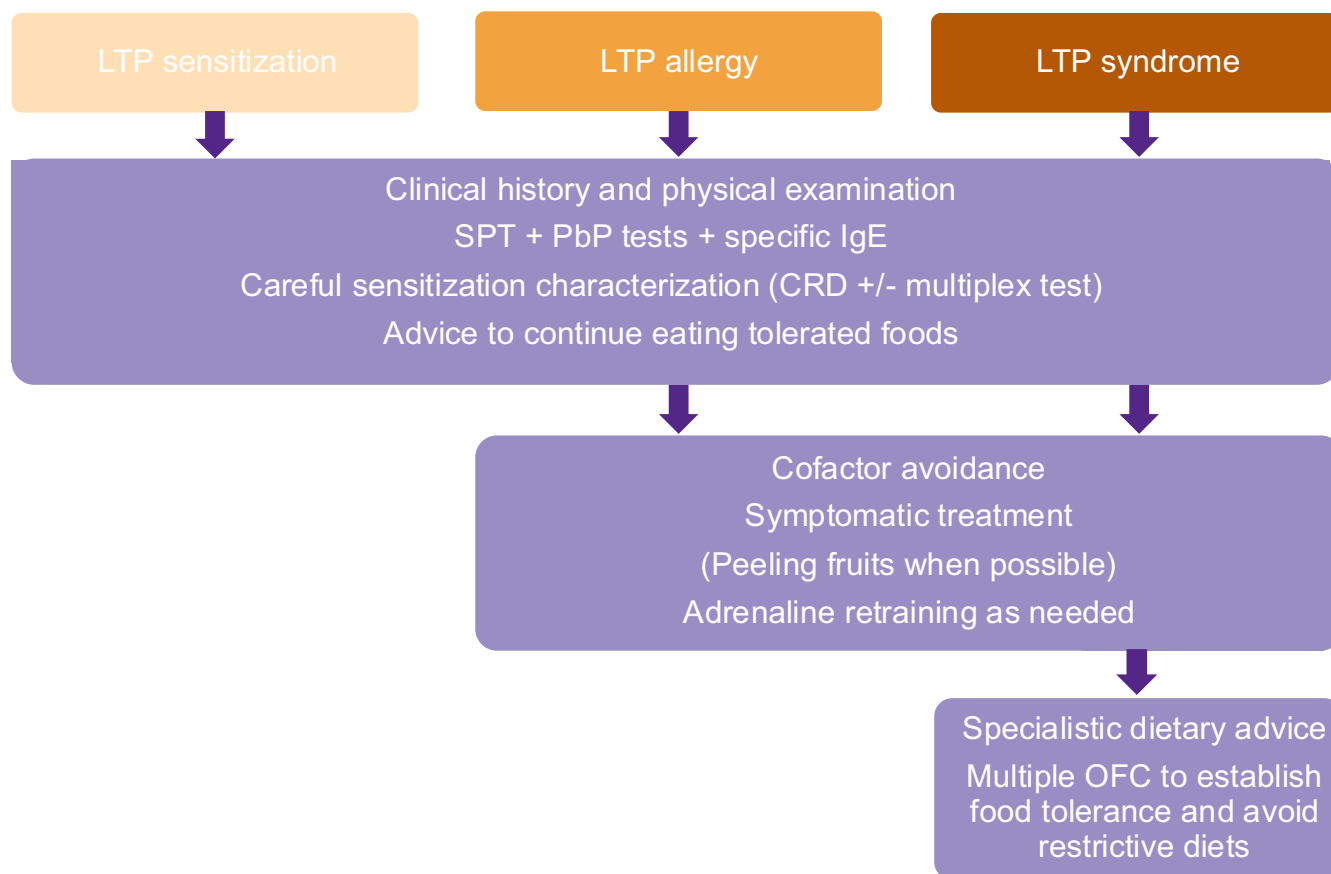 LTP sensitization
LTP allergy
LTP syndrome
Clinical history and physical examination
SPT + PbP tests + specific IgE
Careful sensitization characterization (CRD +/- multiplex test)
Advice to continue eating tolerated foods
Cofactor avoidance
Symptomatic treatment
(Peeling fruits when possible)
Adrenaline retraining as needed
Specialistic dietary advice
Multiple OFC to establish
food tolerance and avoid
restrictive diets